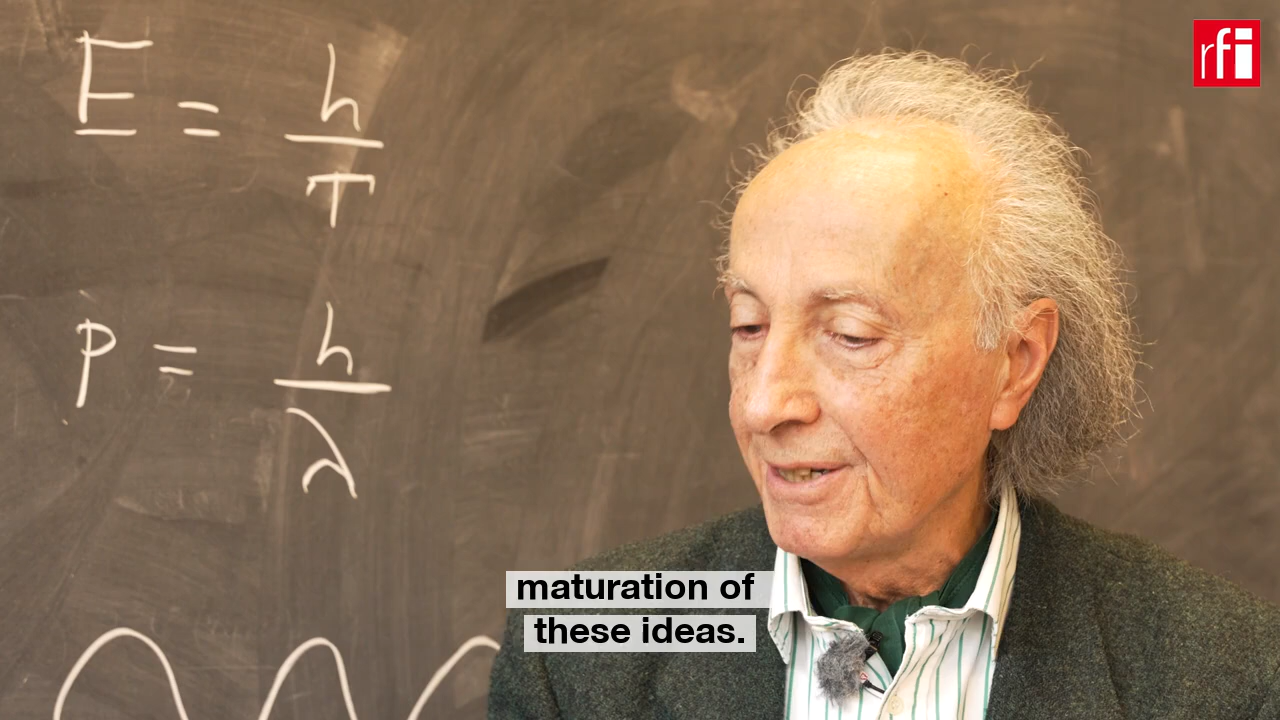 rfi
E = h/T
P = h/λ
maturation of
these ideas.